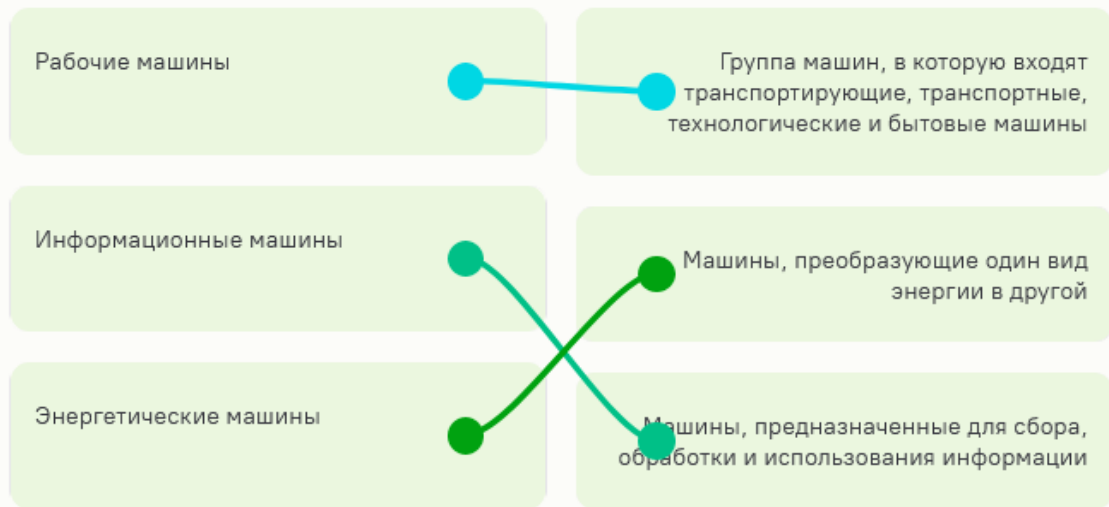 Рабочие машины
Группа машин, в которую входят
транспортирующие, транспортные,
технологические и бытовые машины
Информационные машины
Машины, преобразующие один вид
энергии в другой
Энергетические машины
Машины, предназначенные для сбора,
обработки и использования информации